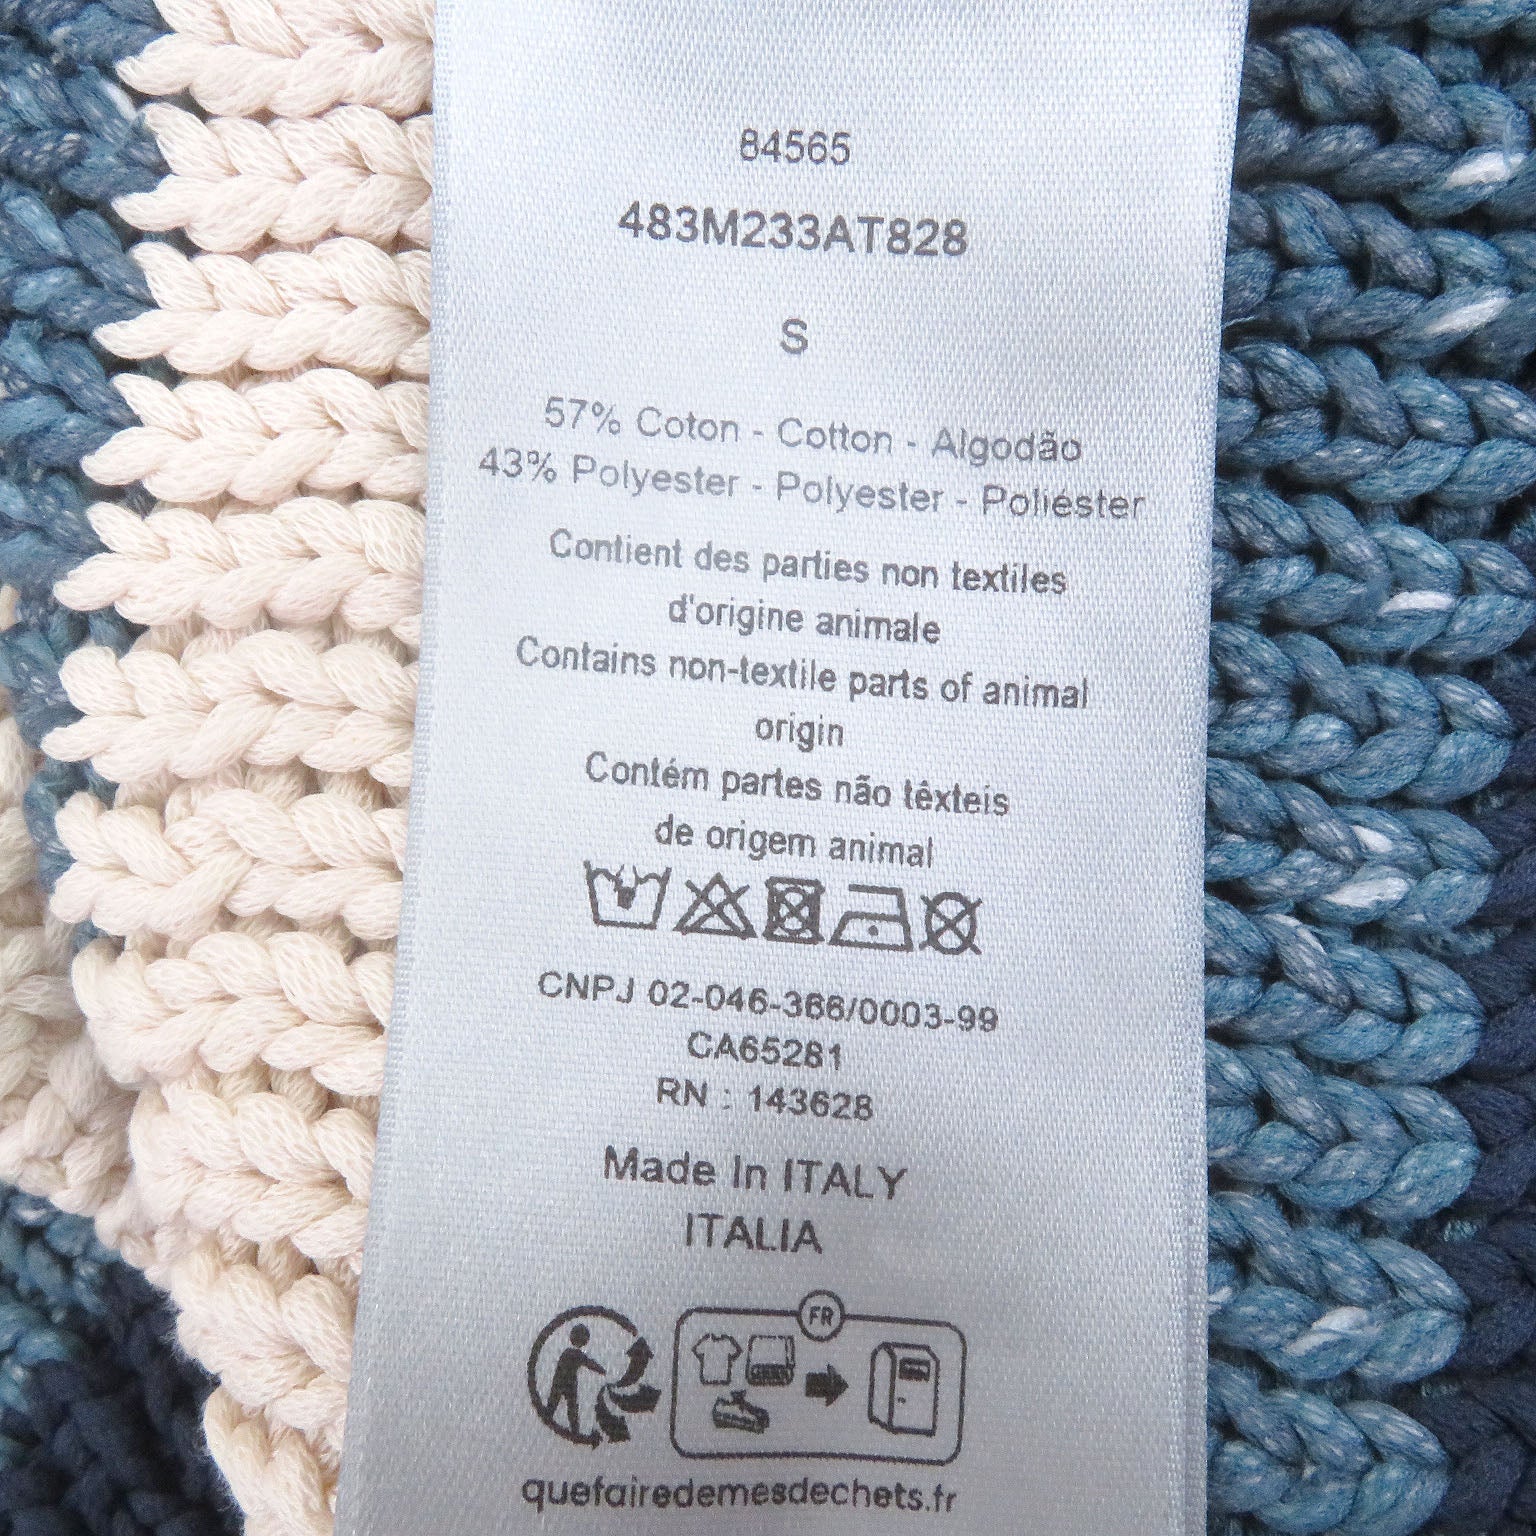 84565
483M233AT828
S
57% Coton - Cotton - Algodão
43% Polyester - Polyester - Poliéster
Contient des parties non textiles
d'origine animale
Contains non-textile parts of animal
origin
Contém partes não têxteis
de origem animal
CNPJ 02-046-366/0003-99
CA65281
RN : 143628
Made In ITALY
ITALIA
FR
quefairedemesdechets.fr